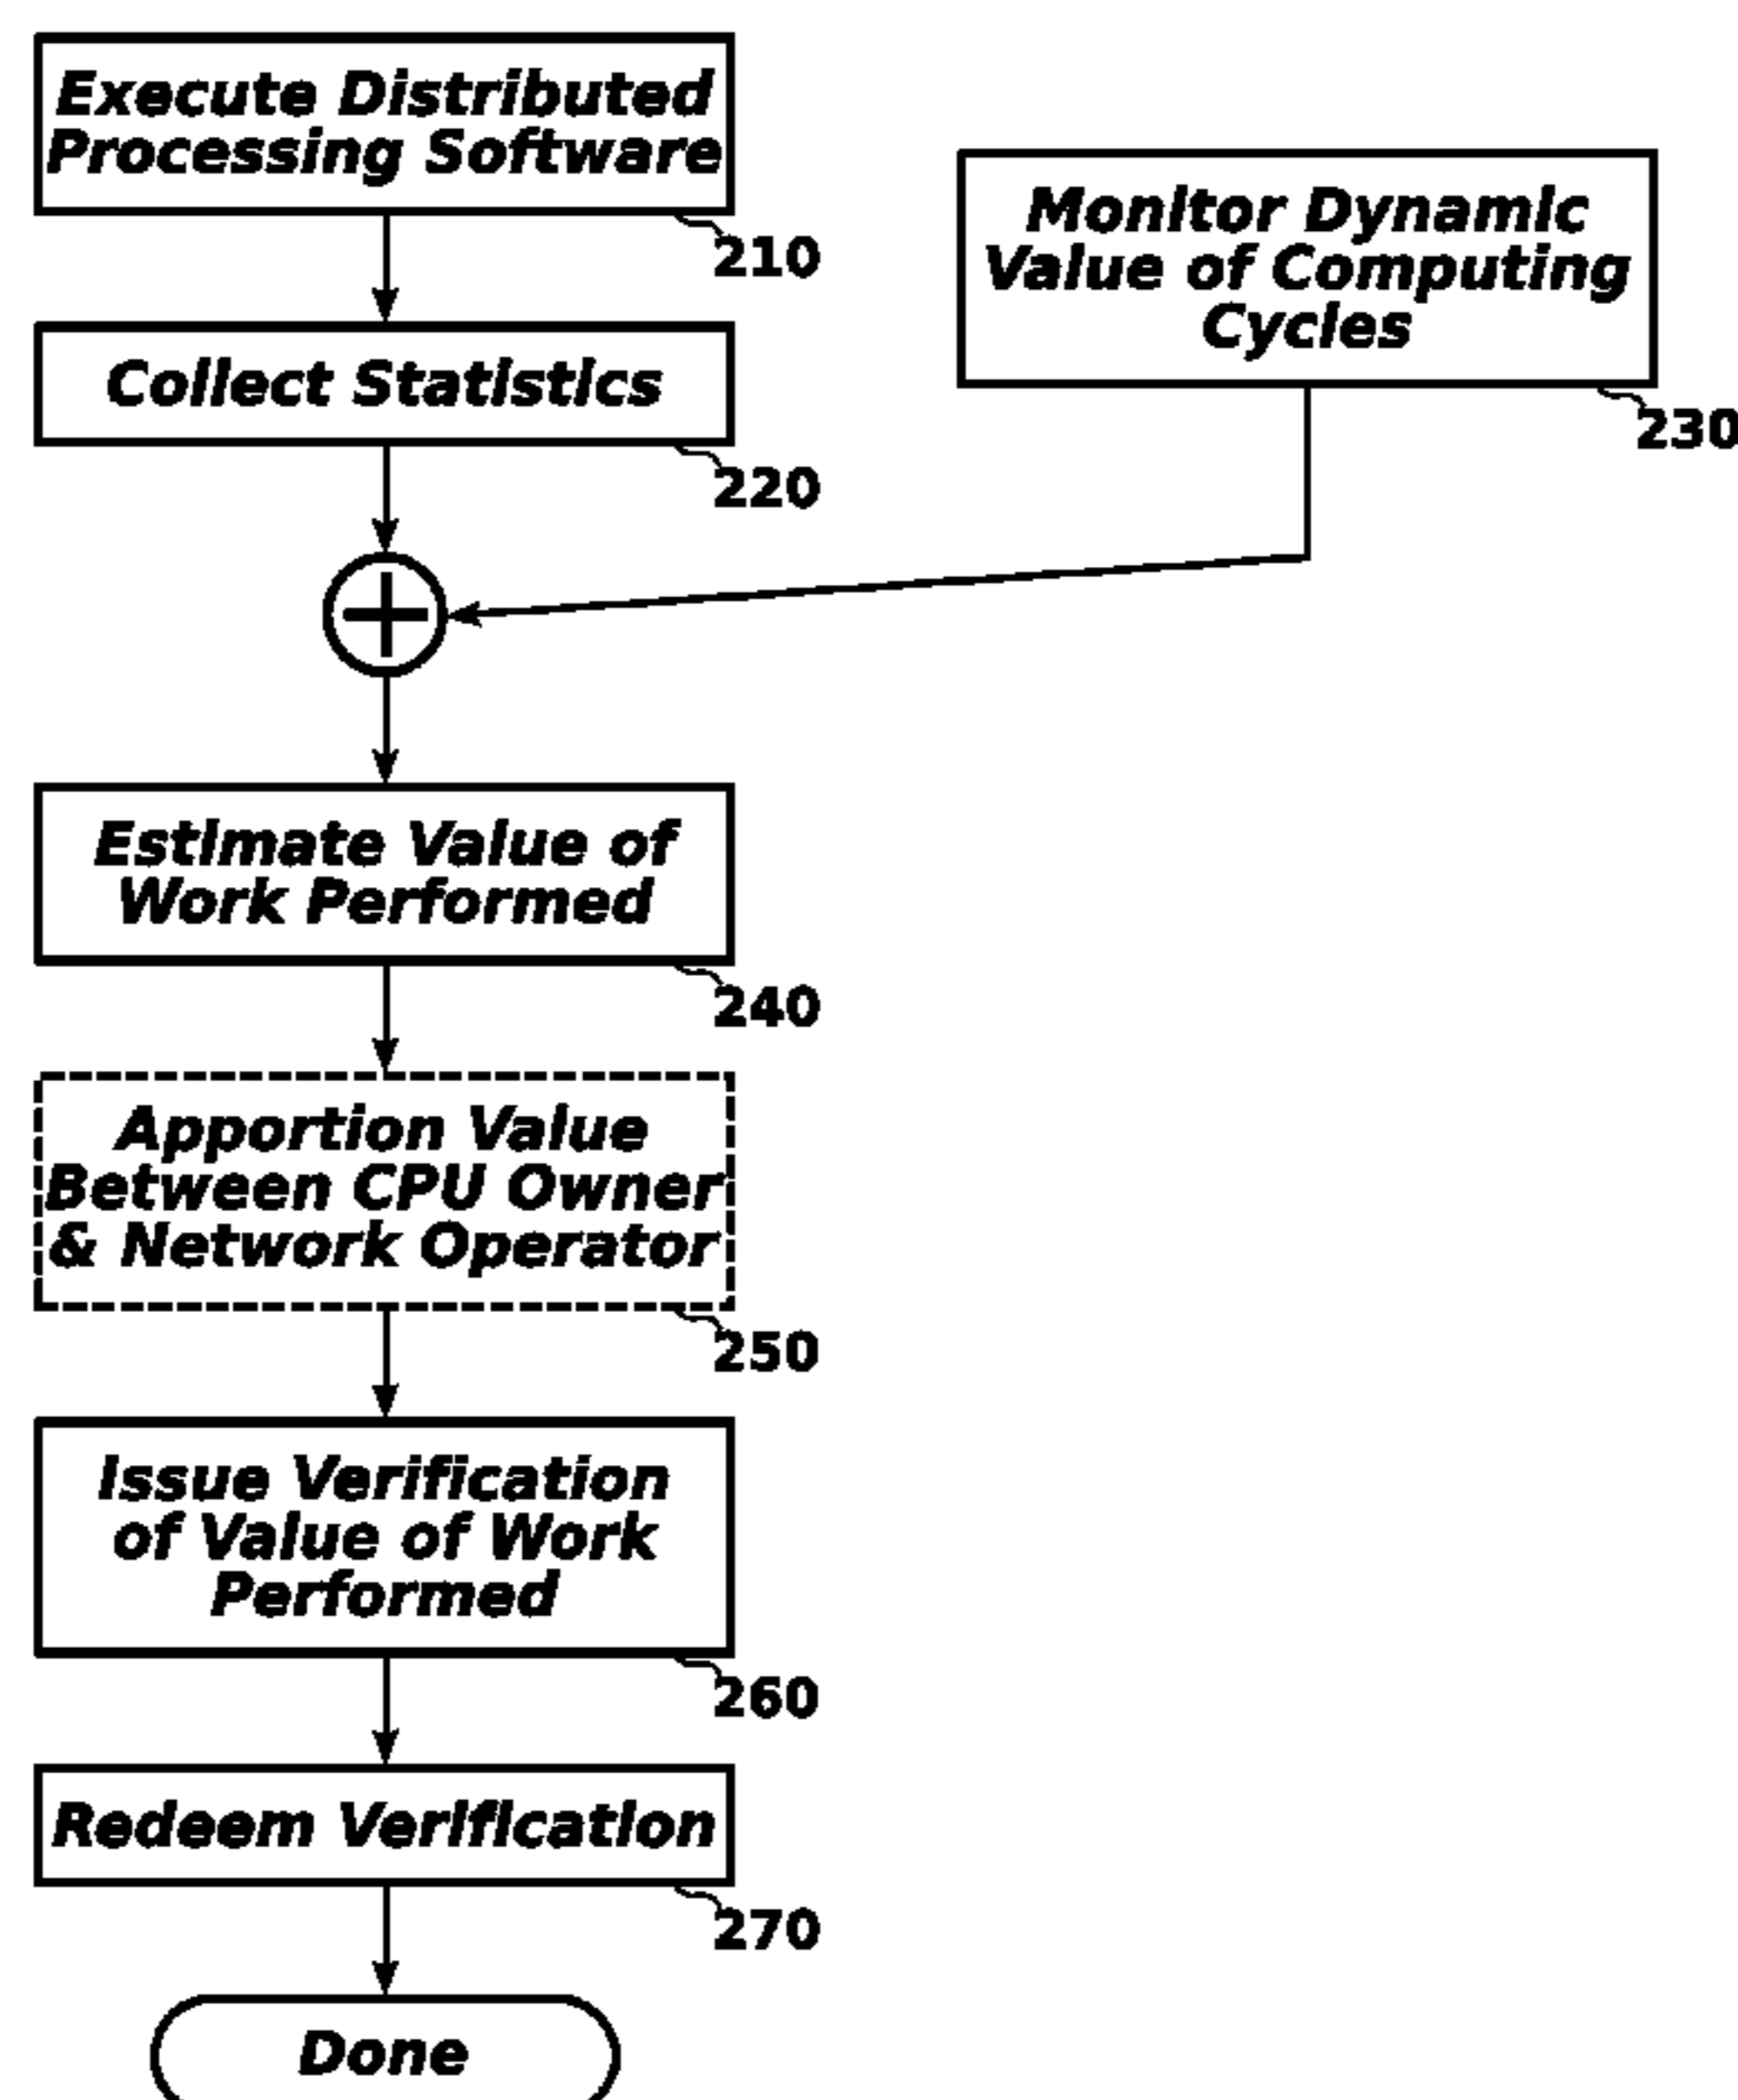 Execute Distributed
Processing Software
210
Monitor Dynamic
Value of Computing
Cycles
230
Collect Statistics
220
Estimate Value of
Work Performed
240
Apportion Value
Between CPU Owner
& Network Operator
250
Issue Verification
of Value of Work
Performed
260
Redeem Verification
270
Done